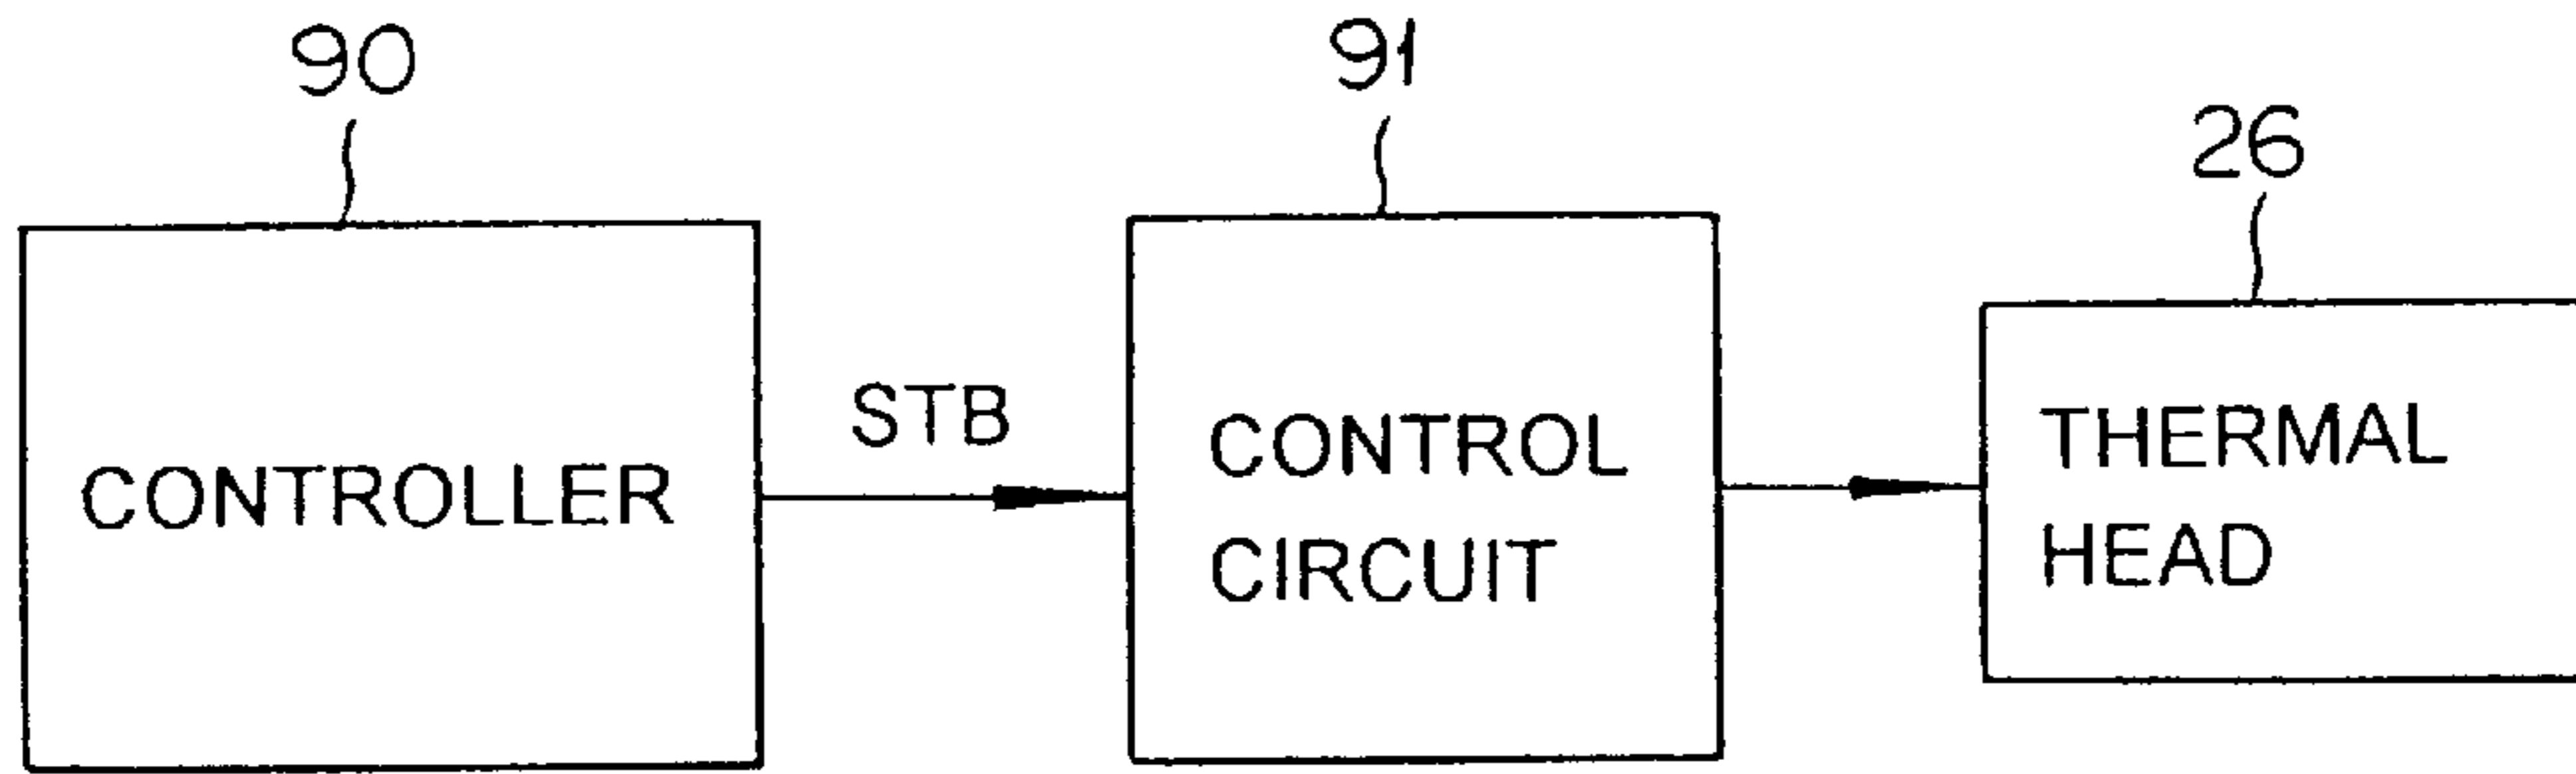 90
91
26
CONTROLLER
STB
CONTROL
CIRCUIT
THERMAL
HEAD